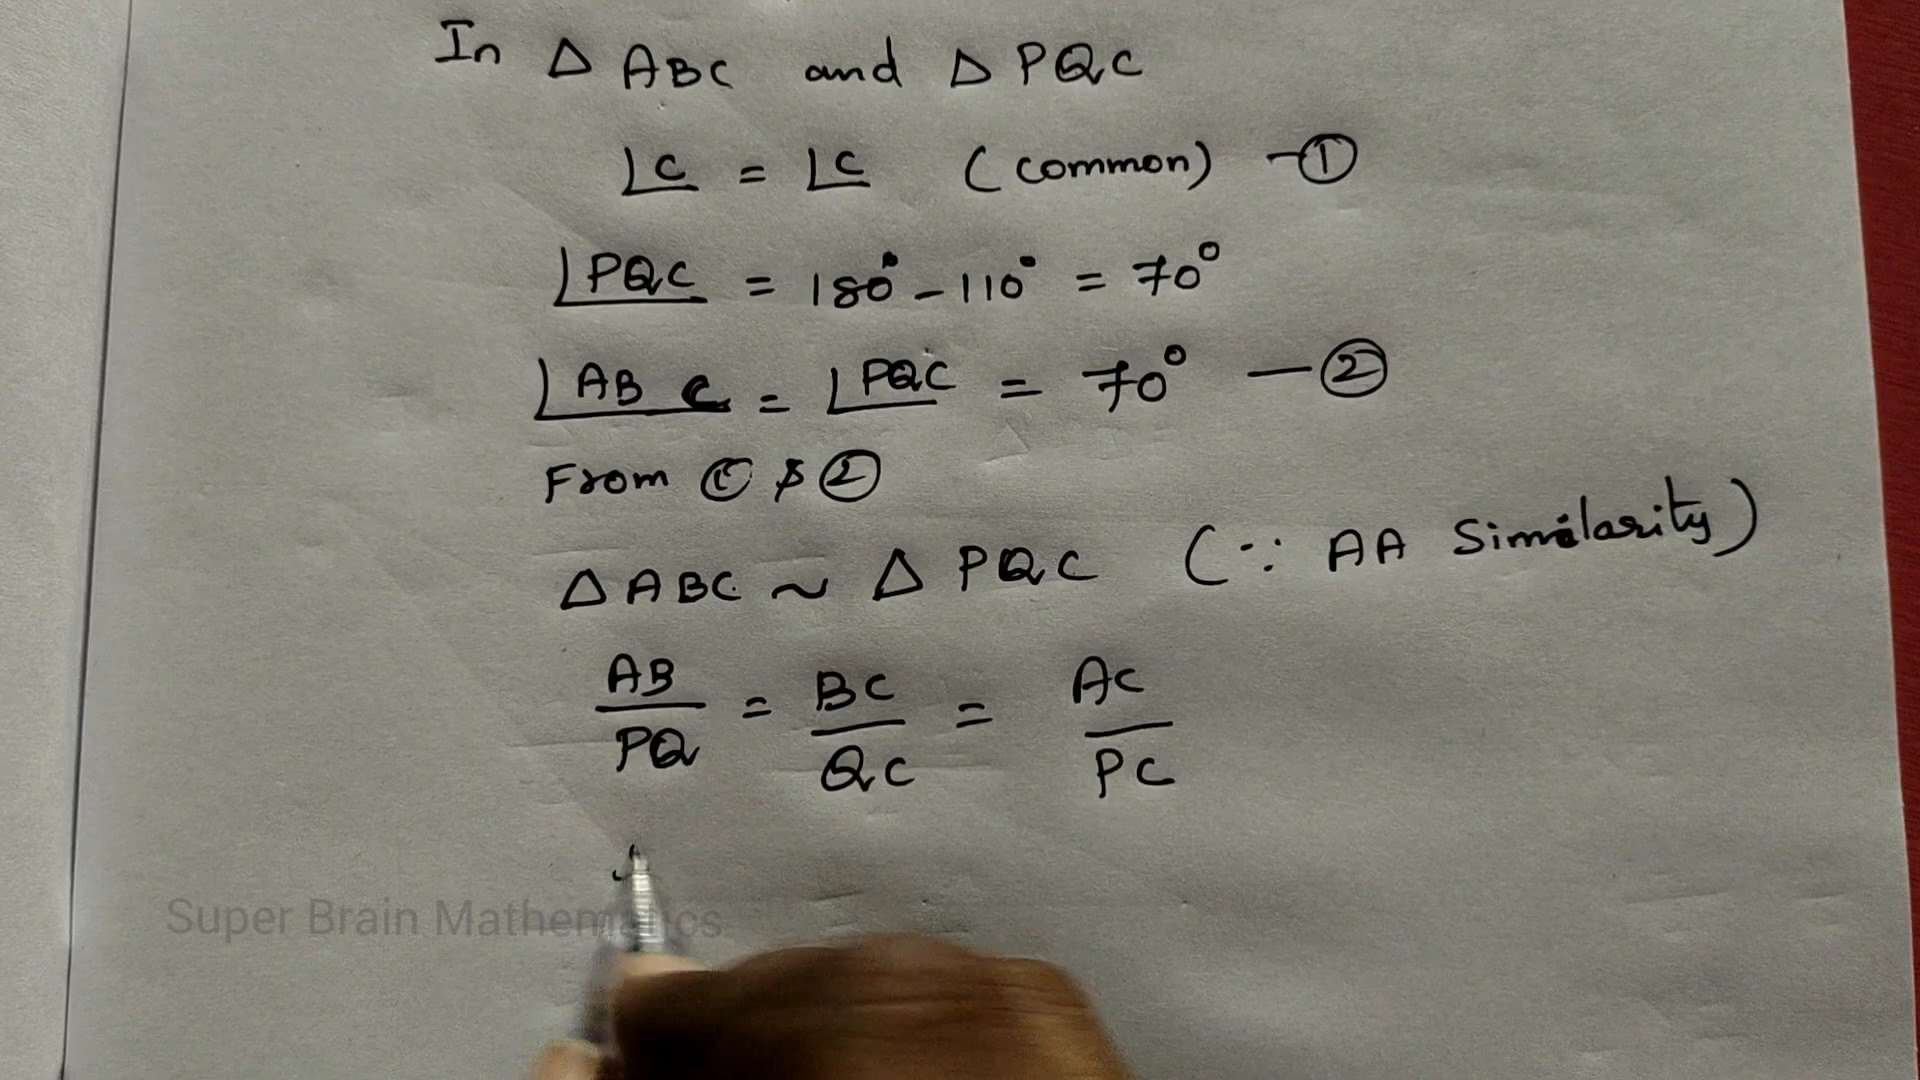 In △ ABC and △ PQC
∠C = ∠C (common) —①
∠PQC = 180° - 110° = 70°
∠ABC = ∠PQC = 70° —②
From ① & ②
△ABC ~ △PQC (∵ AA Similarity)
AB/PQ = BC/QC = AC/PC
Super Brain Mathematics